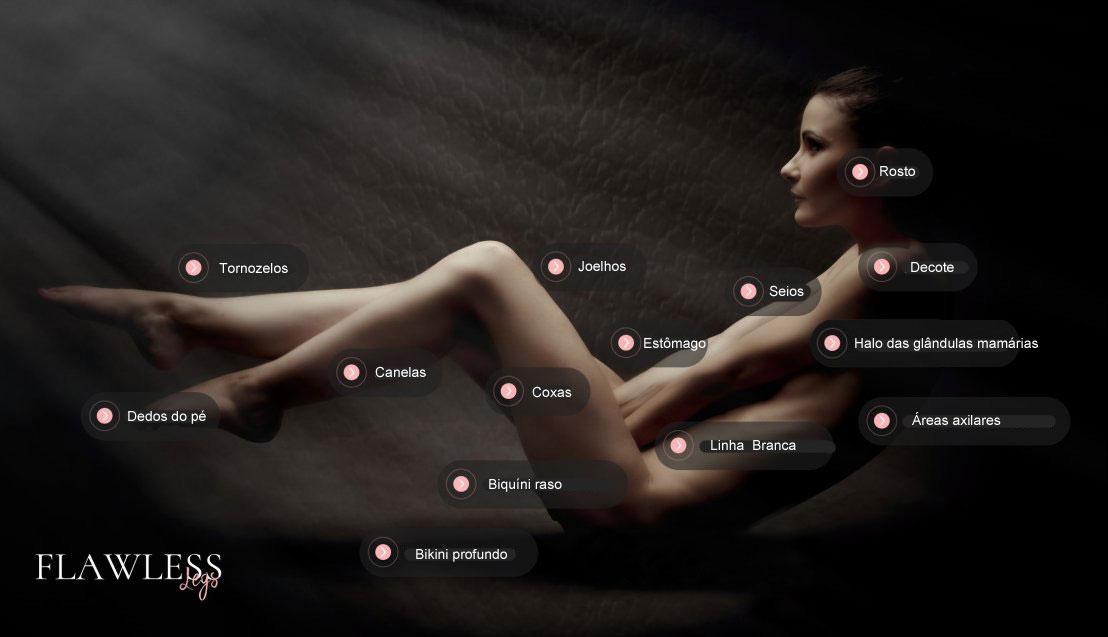 Rosto
Tornozelos
Joelhos
Decote
Seios
Estômago
Halo das glândulas mamárias
Canelas
Coxas
Dedos do pé
Áreas axilares
Linha Branca
Biquíni raso
Bikini profundo
FLAWLESS
Legs